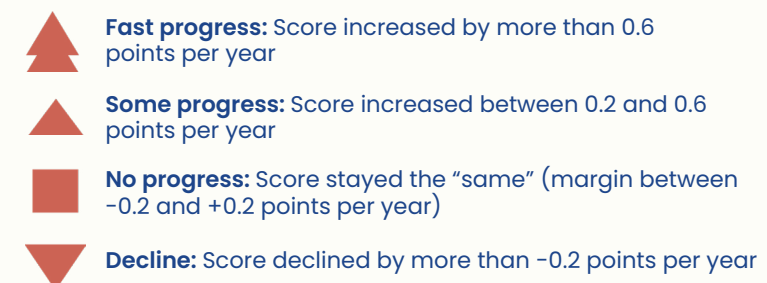 Fast progress: Score increased by more than 0.6
points per year
Some progress: Score increased between 0.2 and 0.6
points per year
No progress: Score stayed the “same” (margin between
−0.2 and +0.2 points per year)
Decline: Score declined by more than −0.2 points per year